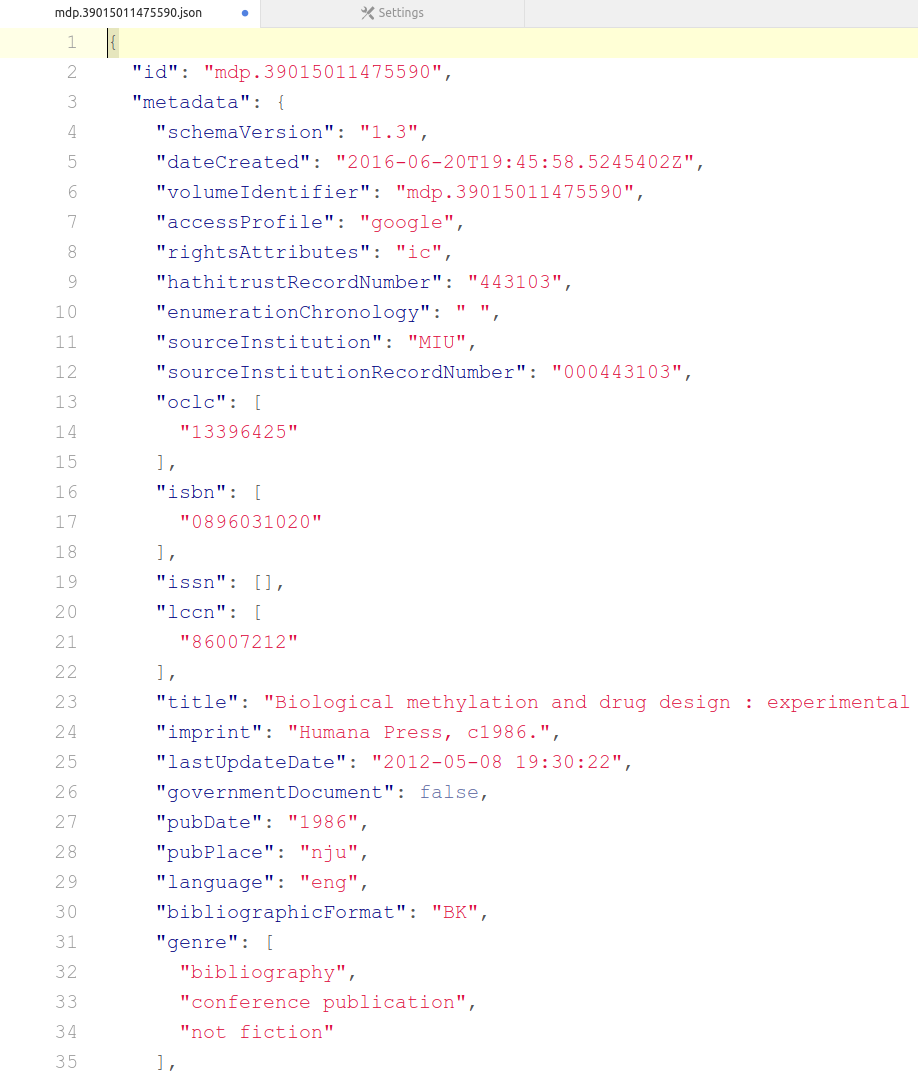 mdp.39015011475590.json
Settings
1 {
2 "id": "mdp.39015011475590",
3 "metadata": {
4 "schemaVersion": "1.3",
5 "dateCreated": "2016-06-20T19:45:58.5245402Z",
6 "volumeIdentifier": "mdp.39015011475590",
7 "accessProfile": "google",
8 "rightsAttributes": "ic",
9 "hathitrustRecordNumber": "443103",
10 "enumerationChronology": " ",
11 "sourceInstitution": "MIU",
12 "sourceInstitutionRecordNumber": "000443103",
13 "oclc": [
14 "13396425"
15 ],
16 "isbn": [
17 "0896031020"
18 ],
19 "issn": [],
20 "lccn": [
21 "86007212"
22 ],
23 "title": "Biological methylation and drug design : experimental
24 "imprint": "Humana Press, c1986.",
25 "lastUpdateDate": "2012-05-08 19:30:22",
26 "governmentDocument": false,
27 "pubDate": "1986",
28 "pubPlace": "nju",
29 "language": "eng",
30 "bibliographicFormat": "BK",
31 "genre": [
32 "bibliography",
33 "conference publication",
34 "not fiction"
35 ],